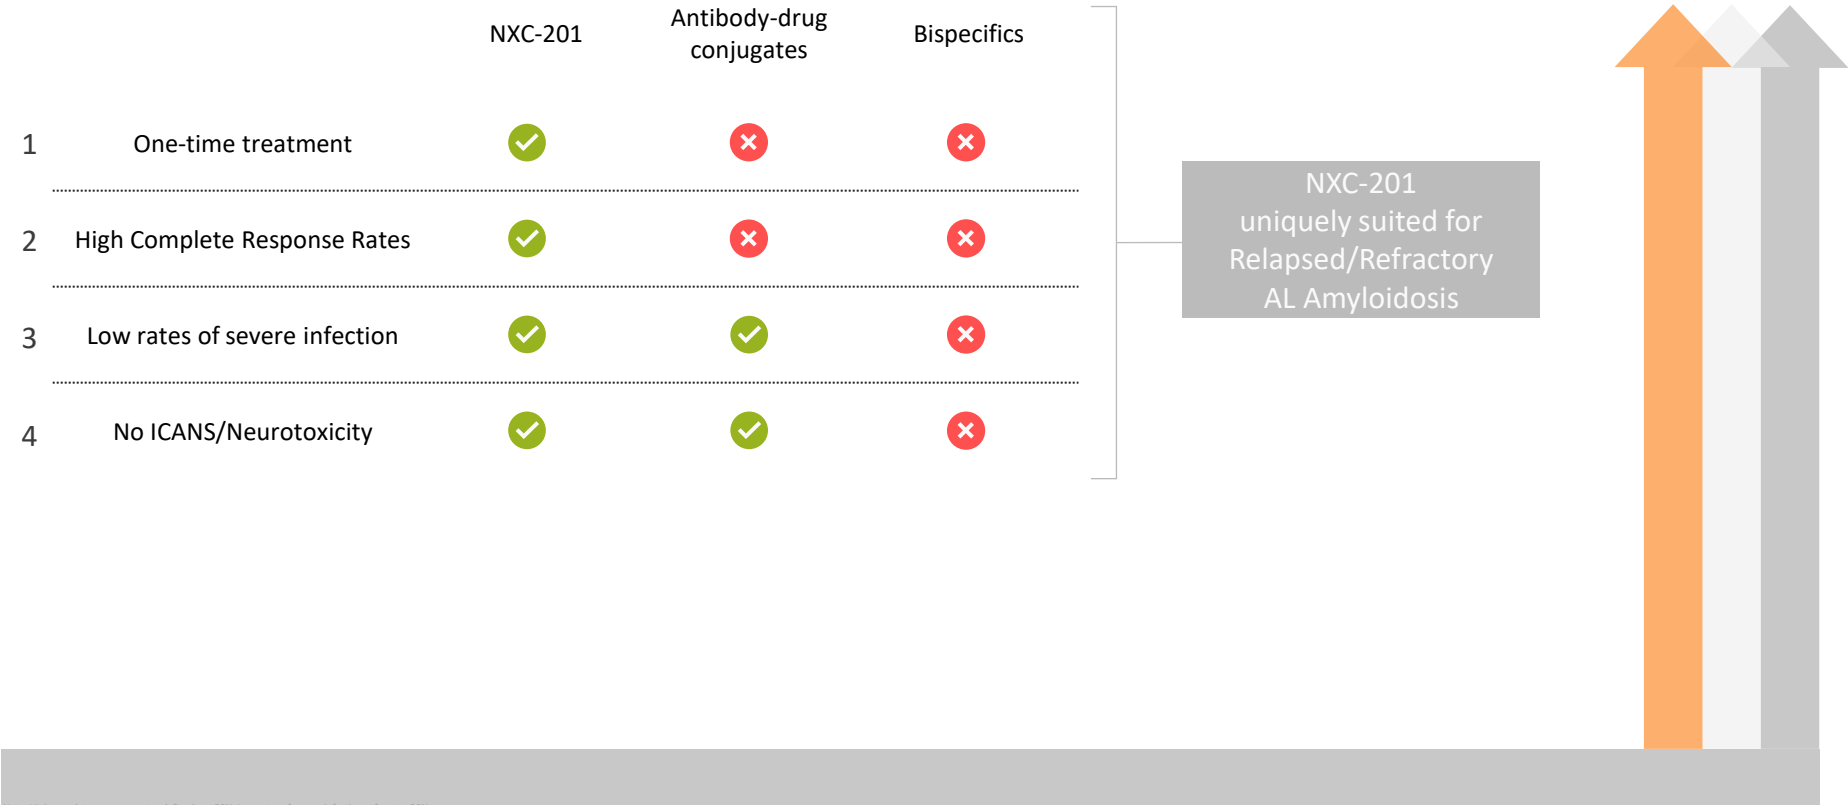 NXC-201
Antibody-drug
conjugates
Bispecifics
1 One-time treatment
2 High Complete Response Rates
3 Low rates of severe infection
4 No ICANS/Neurotoxicity
NXC-201
uniquely suited for
Relapsed/Refractory
AL Amyloidosis